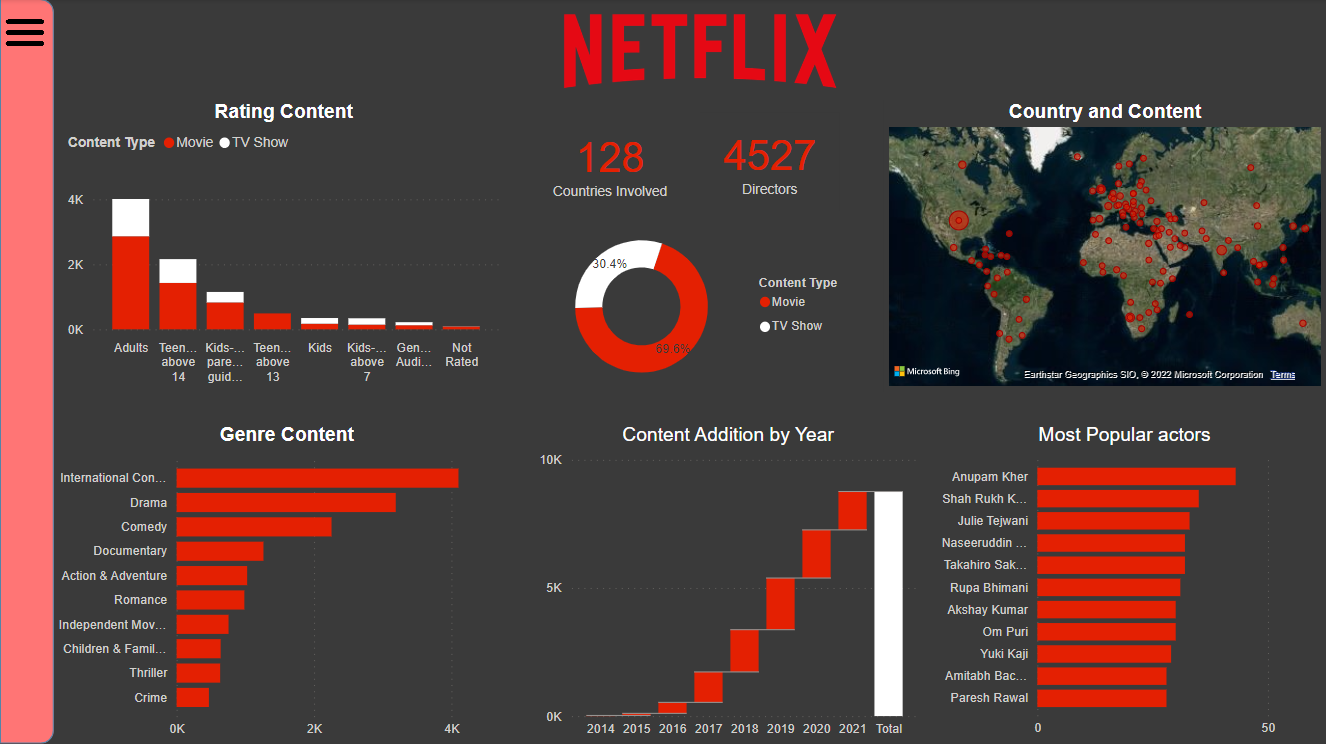 NETFLIX
Rating Content
Content Type Movie TV Show
4K
2K
0K
Adults
Teen...
above
14
Kids-...
pare...
guid...
Teen...
above
13
Kids
Kids-...
above
7
Gen...
Audi...
Not
Rated
128
Countries Involved
4527
Directors
30.4%
69.6%
Content Type
Movie
TV Show
Country and Content
Microsoft Bing
Earthstar Geographics SIO, © 2022 Microsoft Corporation Terms
Genre Content
International Con...
Drama
Comedy
Documentary
Action & Adventure
Romance
Independent Mov...
Children & Famil...
Thriller
Crime
0K 2K 4K
Content Addition by Year
10K
5K
0K
2014 2015 2016 2017 2018 2019 2020 2021 Total
Most Popular actors
Anupam Kher
Shah Rukh K...
Julie Tejwani
Naseeruddin ...
Takahiro Sak...
Rupa Bhimani
Akshay Kumar
Om Puri
Yuki Kaji
Amitabh Bac...
Paresh Rawal
0 50